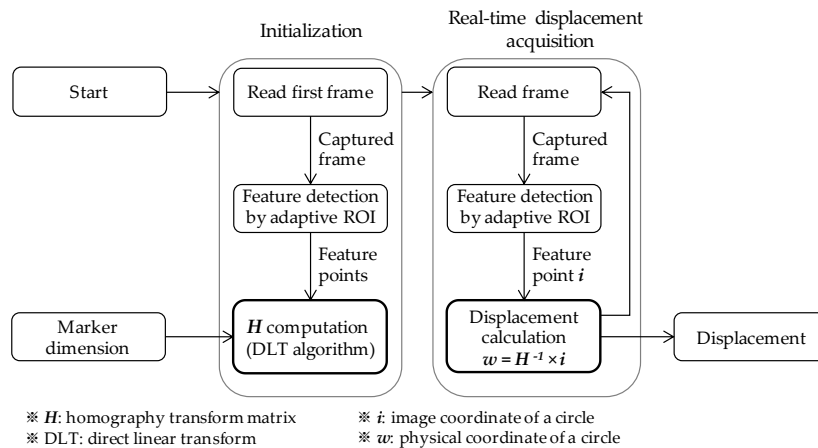 Initialization
Real-time displacement
acquisition
Start
Read first frame
Read frame
Captured
frame
Captured
frame
Feature detection
by adaptive ROI
Feature detection
by adaptive ROI
Feature
points
Feature
point i
Marker
dimension
H computation
(DLT algorithm)
Displacement
calculation
w = H⁻¹ × i
Displacement
※ H: homography transform matrix
※ i: image coordinate of a circle
※ DLT: direct linear transform
※ w: physical coordinate of a circle